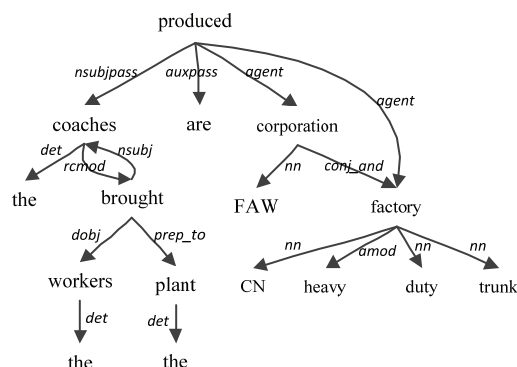 produced
nsubjpass auxpass agent agent
coaches are corporation
det rcmod nsubj nn conj_and
the brought FAW factory
dobj prep_to nn amod nn nn
workers plant CN heavy duty trunk
det det
the the